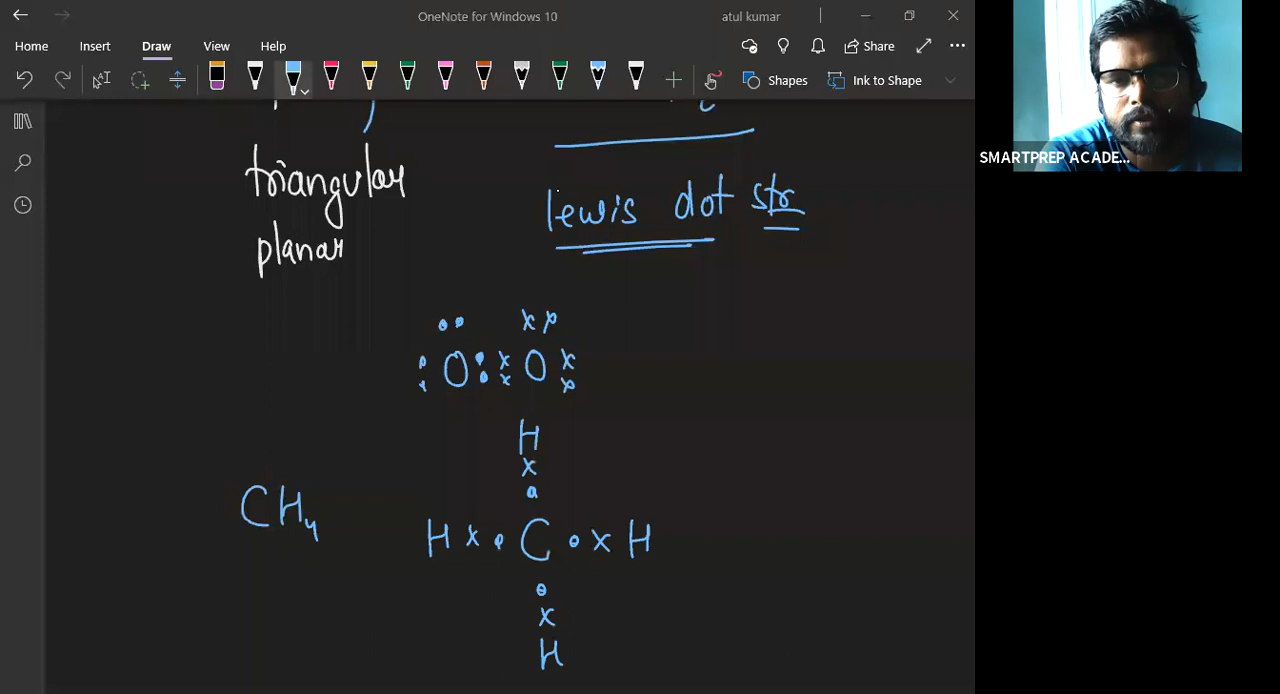 OneNote for Windows 10
atul kumar
Home Insert Draw View Help
Share
Shapes
Ink to Shape
SMARTPREP ACADE...
triangular
planar
lewis dot str
O O
H
x
CH4
H x C x H
x
H